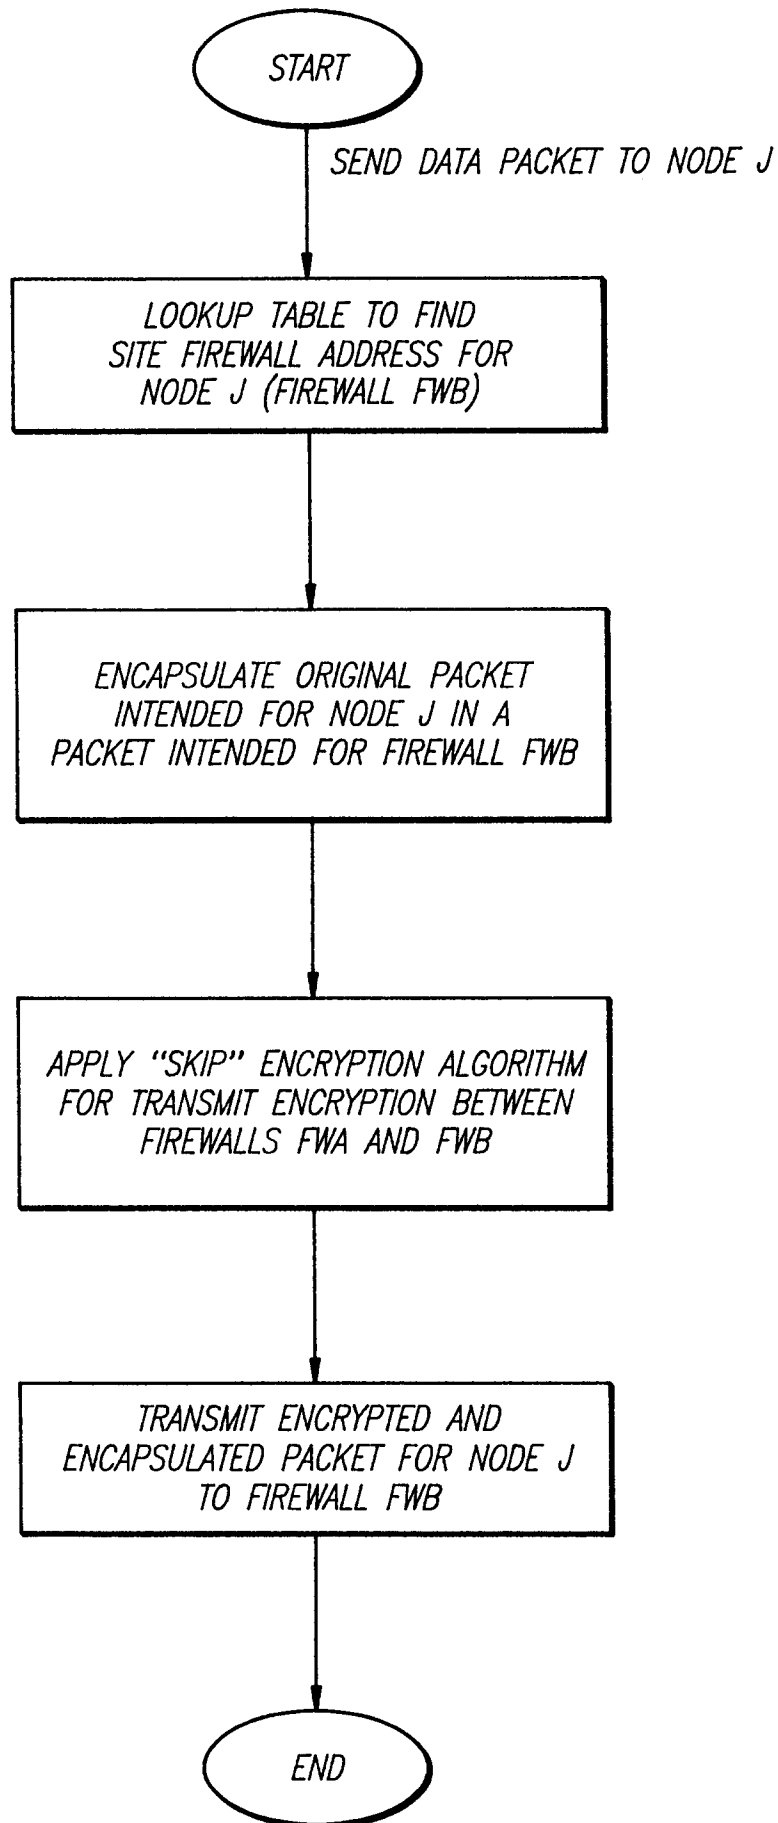 START
SEND DATA PACKET TO NODE J
LOOKUP TABLE TO FIND
SITE FIREWALL ADDRESS FOR
NODE J (FIREWALL FWB)
ENCAPSULATE ORIGINAL PACKET
INTENDED FOR NODE J IN A
PACKET INTENDED FOR FIREWALL FWB
APPLY “SKIP” ENCRYPTION ALGORITHM
FOR TRANSMIT ENCRYPTION BETWEEN
FIREWALLS FWA AND FWB
TRANSMIT ENCRYPTED AND
ENCAPSULATED PACKET FOR NODE J
TO FIREWALL FWB
END